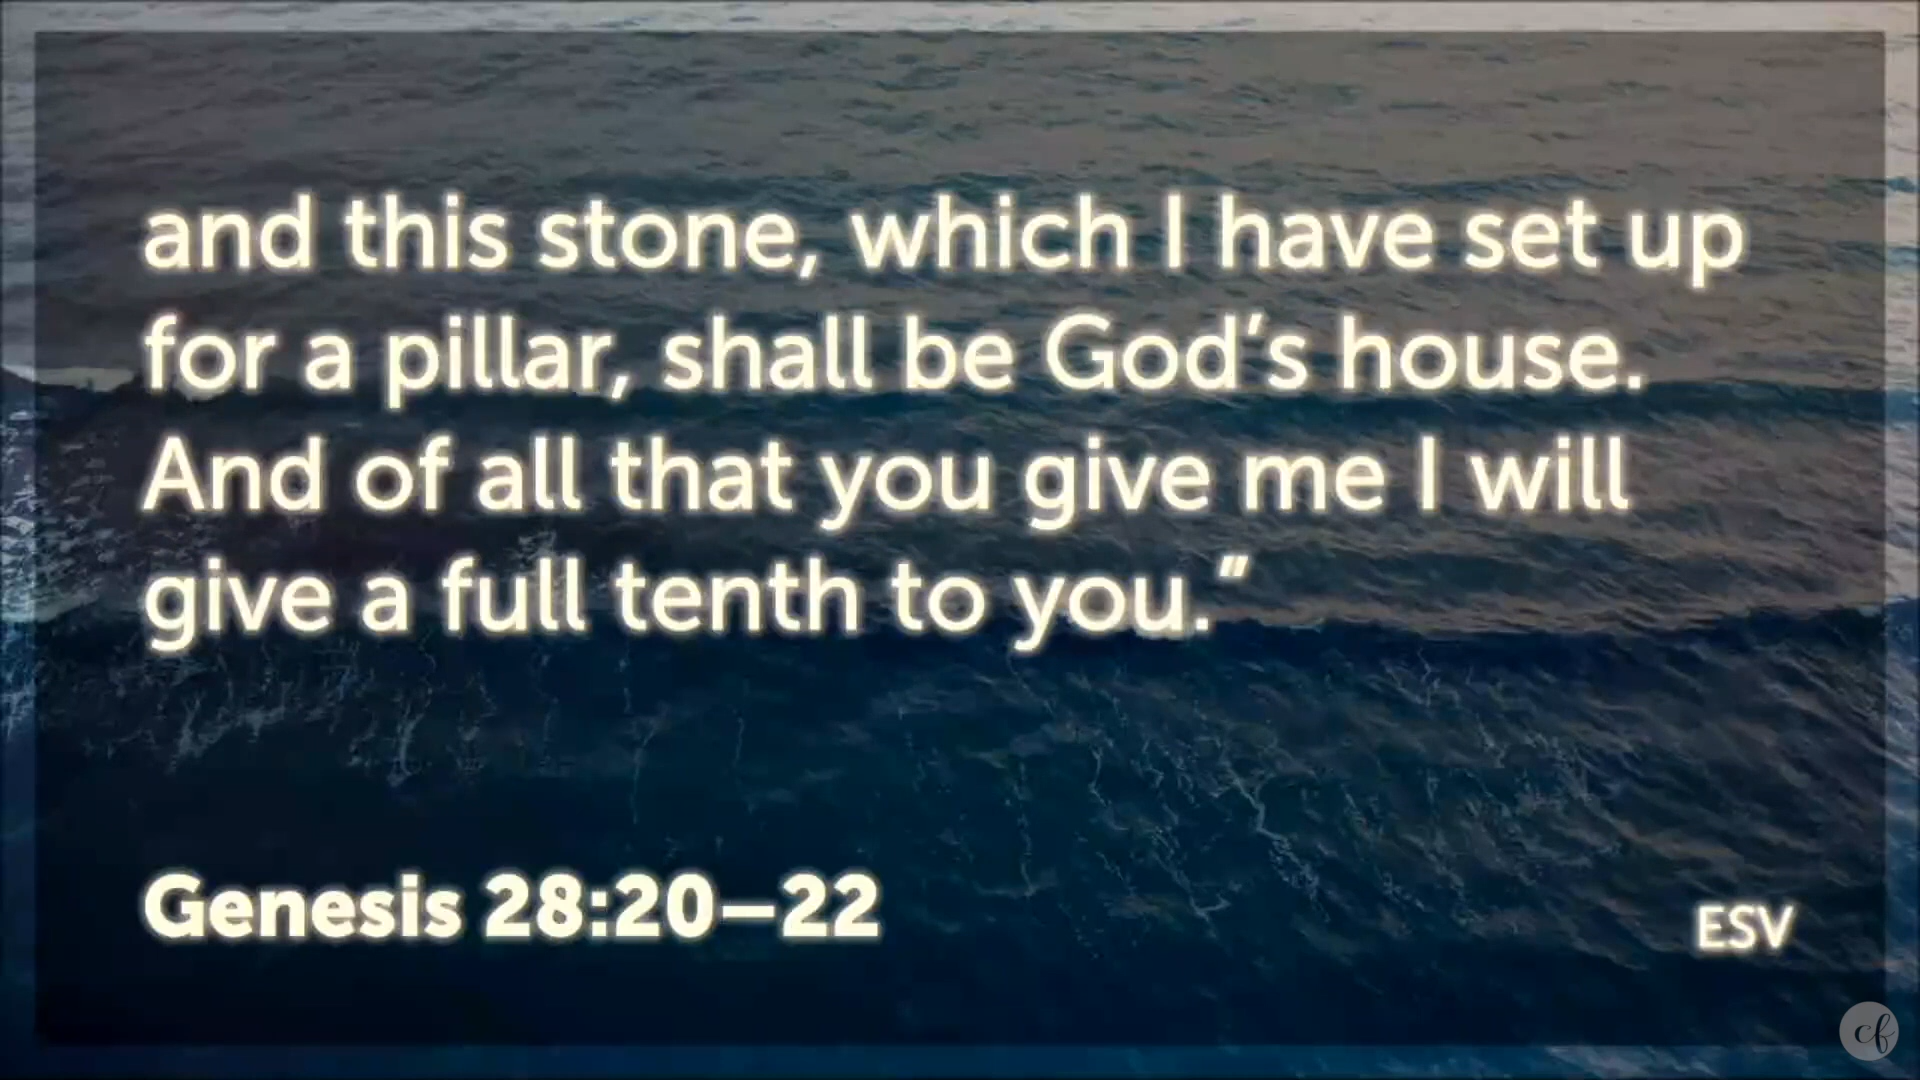 and this stone, which I have set up
for a pillar, shall be God’s house.
And of all that you give me I will
give a full tenth to you.”
Genesis 28:20–22
ESV
cf